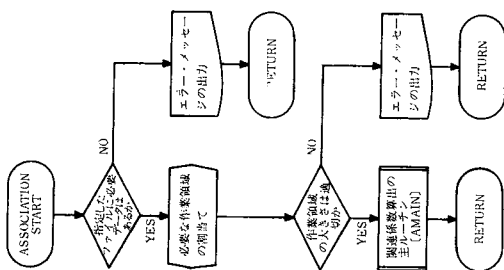 ASSOCIATION
START
指定した
ファイルに必要
データは
あるか
NO
エラー・メッセー
ジの出力
RETURN
YES
必要な作業領域
の割当て
作業領域
の大きさは適
切か
NO
エラー・メッセー
ジの出力
RETURN
YES
関連係数算出の
主ルーチン
[AMAIN]
RETURN